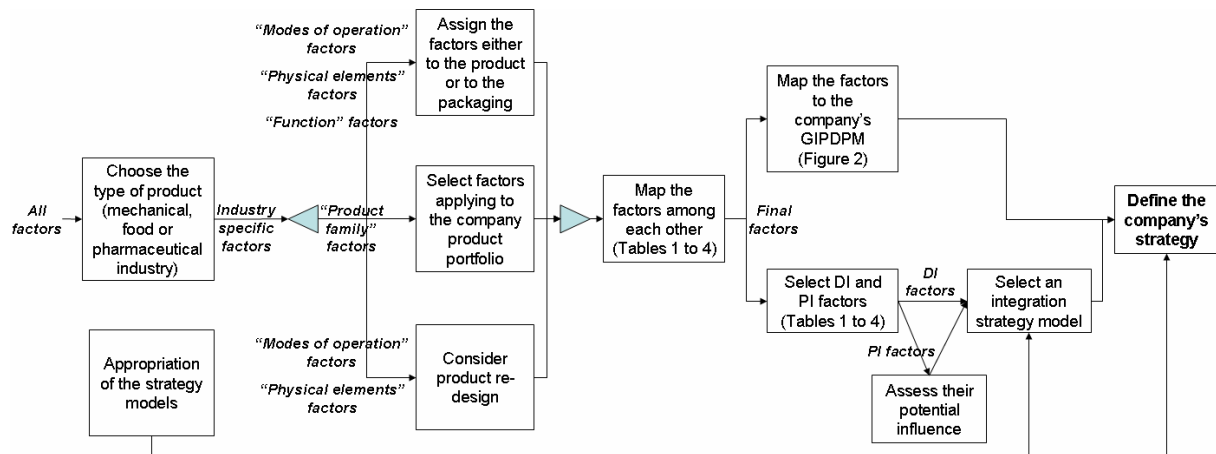 "Modes of operation"
factors
"Physical elements"
factors
"Function" factors
Assign the
factors either
to the product
or to the
packaging
All
factors
Choose the
type of product
(mechanical,
food or
pharmaceutical
industry)
Industry
specific
factors
"Product
family"
factors
Select factors
applying to
the company
product
portfolio
Map the
factors among
each other
(Tables 1 to 4)
Final
factors
Map the factors
to the
company's
GIPDPM
(Figure 2)
Define the
company's
strategy
Select DI and
PI factors
(Tables 1 to 4)
DI
factors
Select an
integration
strategy model
PI factors
Assess their
potential
influence
Appropriation
of the strategy
models
"Modes of operation"
factors
"Physical elements"
factors
Consider
product re-
design